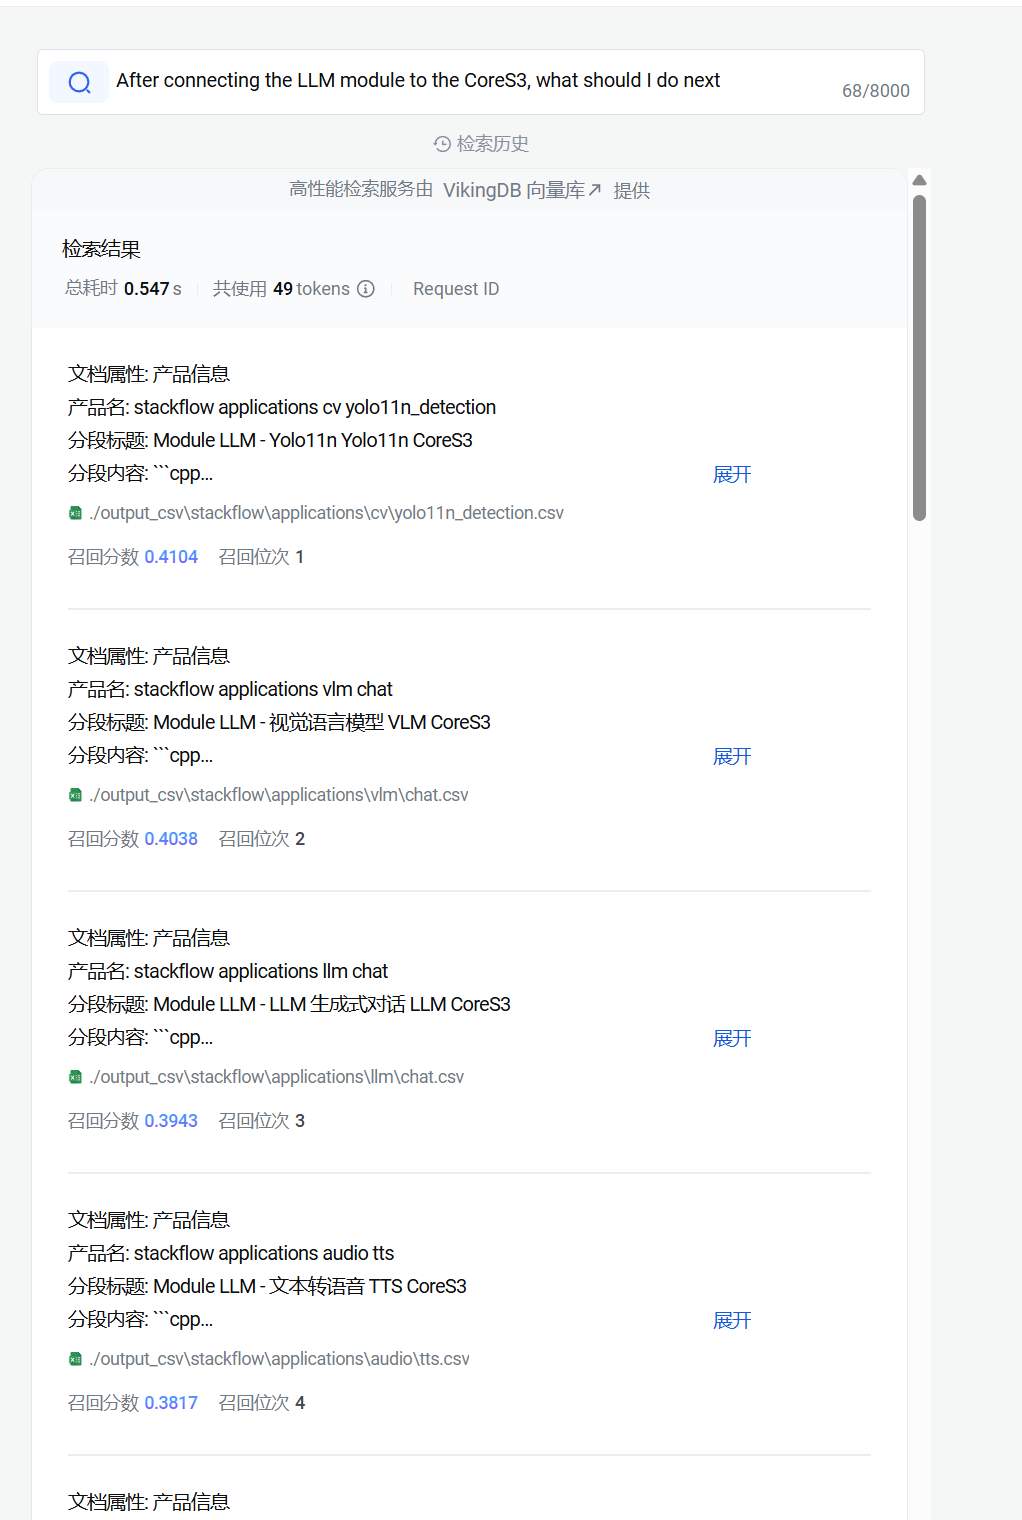 After connecting the LLM module to the CoreS3, what should I do next
68/8000
检索历史
高性能检索服务由 VikingDB 向量库↗ 提供
检索结果
总耗时 0.547 s 共使用 49 tokens Request ID
文档属性: 产品信息
产品名: stackflow applications cv yolo11n_detection
分段标题: Module LLM - Yolo11n Yolo11n CoreS3
分段内容: ```cpp... 展开
./output_csv\stackflow\applications\cv\yolo11n_detection.csv
召回分数 0.4104 召回位次 1
文档属性: 产品信息
产品名: stackflow applications vlm chat
分段标题: Module LLM - 视觉语言模型 VLM CoreS3
分段内容: ```cpp... 展开
./output_csv\stackflow\applications\vlm\chat.csv
召回分数 0.4038 召回位次 2
文档属性: 产品信息
产品名: stackflow applications llm chat
分段标题: Module LLM - LLM 生成式对话 LLM CoreS3
分段内容: ```cpp... 展开
./output_csv\stackflow\applications\llm\chat.csv
召回分数 0.3943 召回位次 3
文档属性: 产品信息
产品名: stackflow applications audio tts
分段标题: Module LLM - 文本转语音 TTS CoreS3
分段内容: ```cpp... 展开
./output_csv\stackflow\applications\audio\tts.csv
召回分数 0.3817 召回位次 4
文档属性: 产品信息